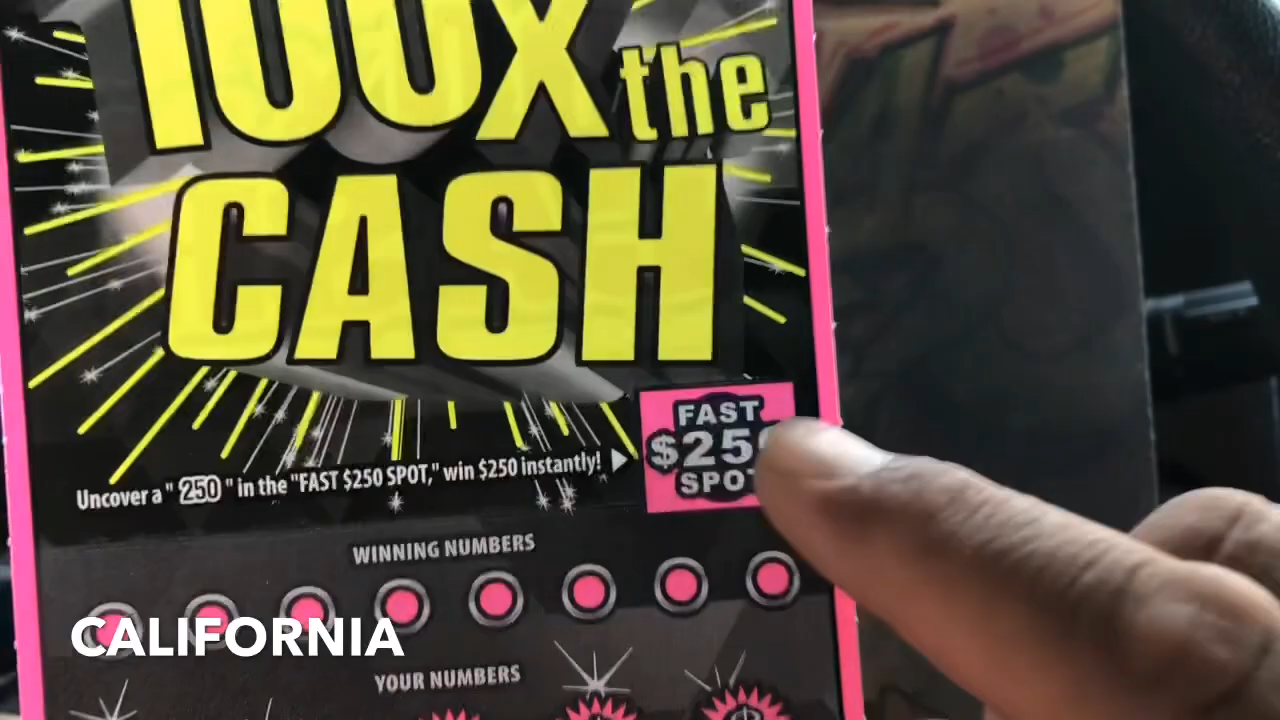 100X the
CASH
FAST
$250
SPOT
Uncover a "250" in the "FAST $250 SPOT," win $250 instantly!
WINNING NUMBERS
CALIFORNIA
YOUR NUMBERS